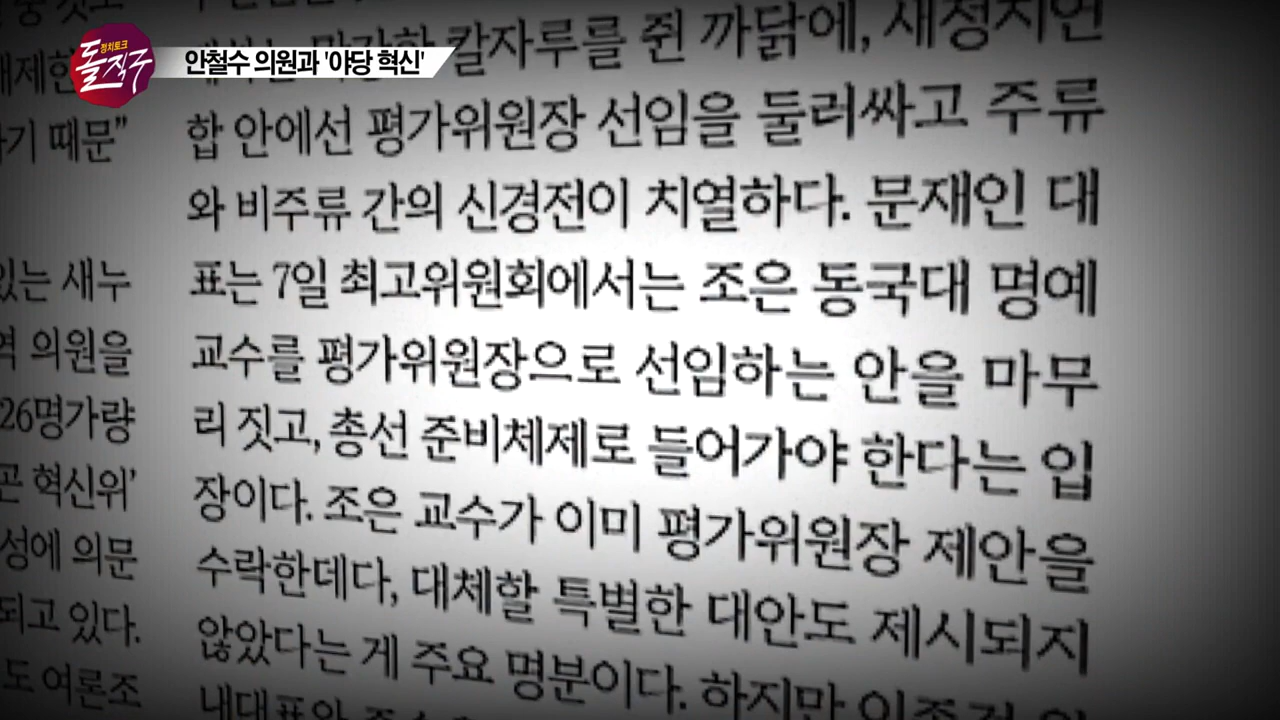 정치토크
돌직구
안철수 의원과 '야당 혁신'
기 때문”
있는 새누
의원을
26명가량
곤 혁신위’
성에 의문
되고 있다.
도 여론조
칼자루를 쥔 까닭에, 새정치연
합 안에선 평가위원장 선임을 둘러싸고 주류
와 비주류 간의 신경전이 치열하다. 문재인 대
표는 7일 최고위원회에서는 조은 동국대 명예
교수를 평가위원장으로 선임하는 안을 마무
리 짓고, 총선 준비체제로 들어가야 한다는 입
장이다. 조은 교수가 이미 평가위원장 제안을
수락한데다, 대체할 특별한 대안도 제시되지
않았다는 게 주요 명분이다. 하지만 이종걸 원
내대표와